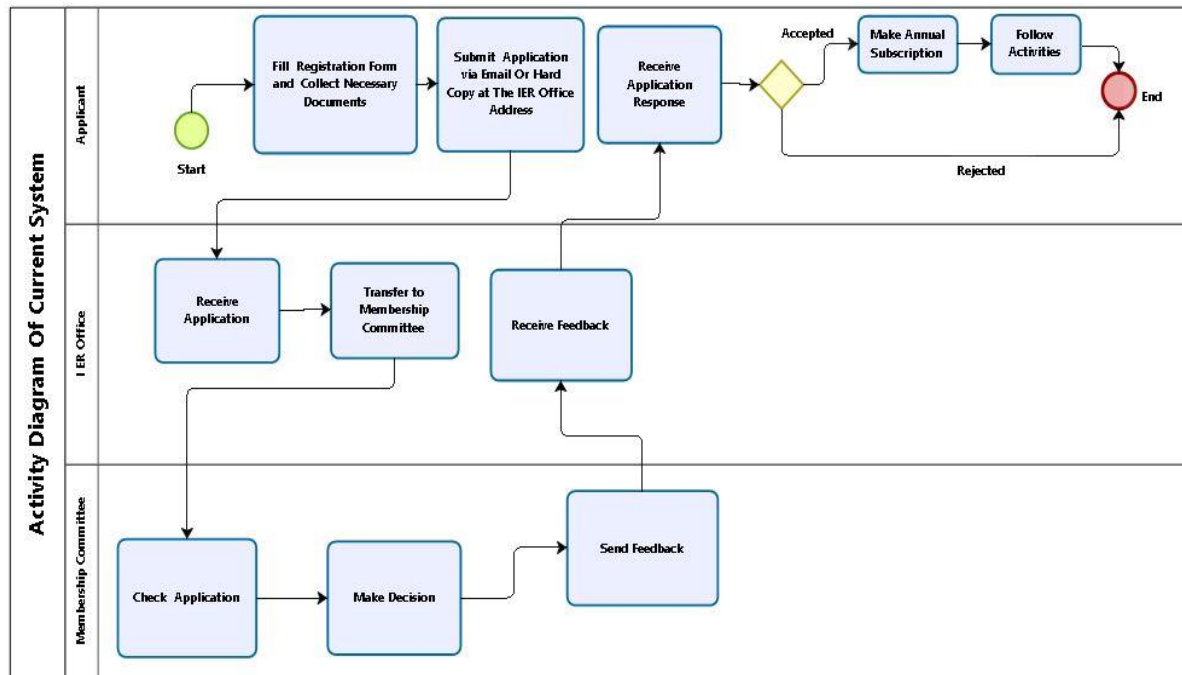 Activity Diagram Of Current System
Applicant
Start
Fill Registration Form
and Collect Necessary
Documents
Submit Application
via Email Or Hard
Copy at The IER Office
Address
Receive
Application
Response
Accepted
Rejected
Make Annual
Subscription
Follow
Activities
End
IER Office
Receive
Application
Transfer to
Membership
Committee
Receive Feedback
Membership Committee
Check Application
Make Decision
Send Feedback